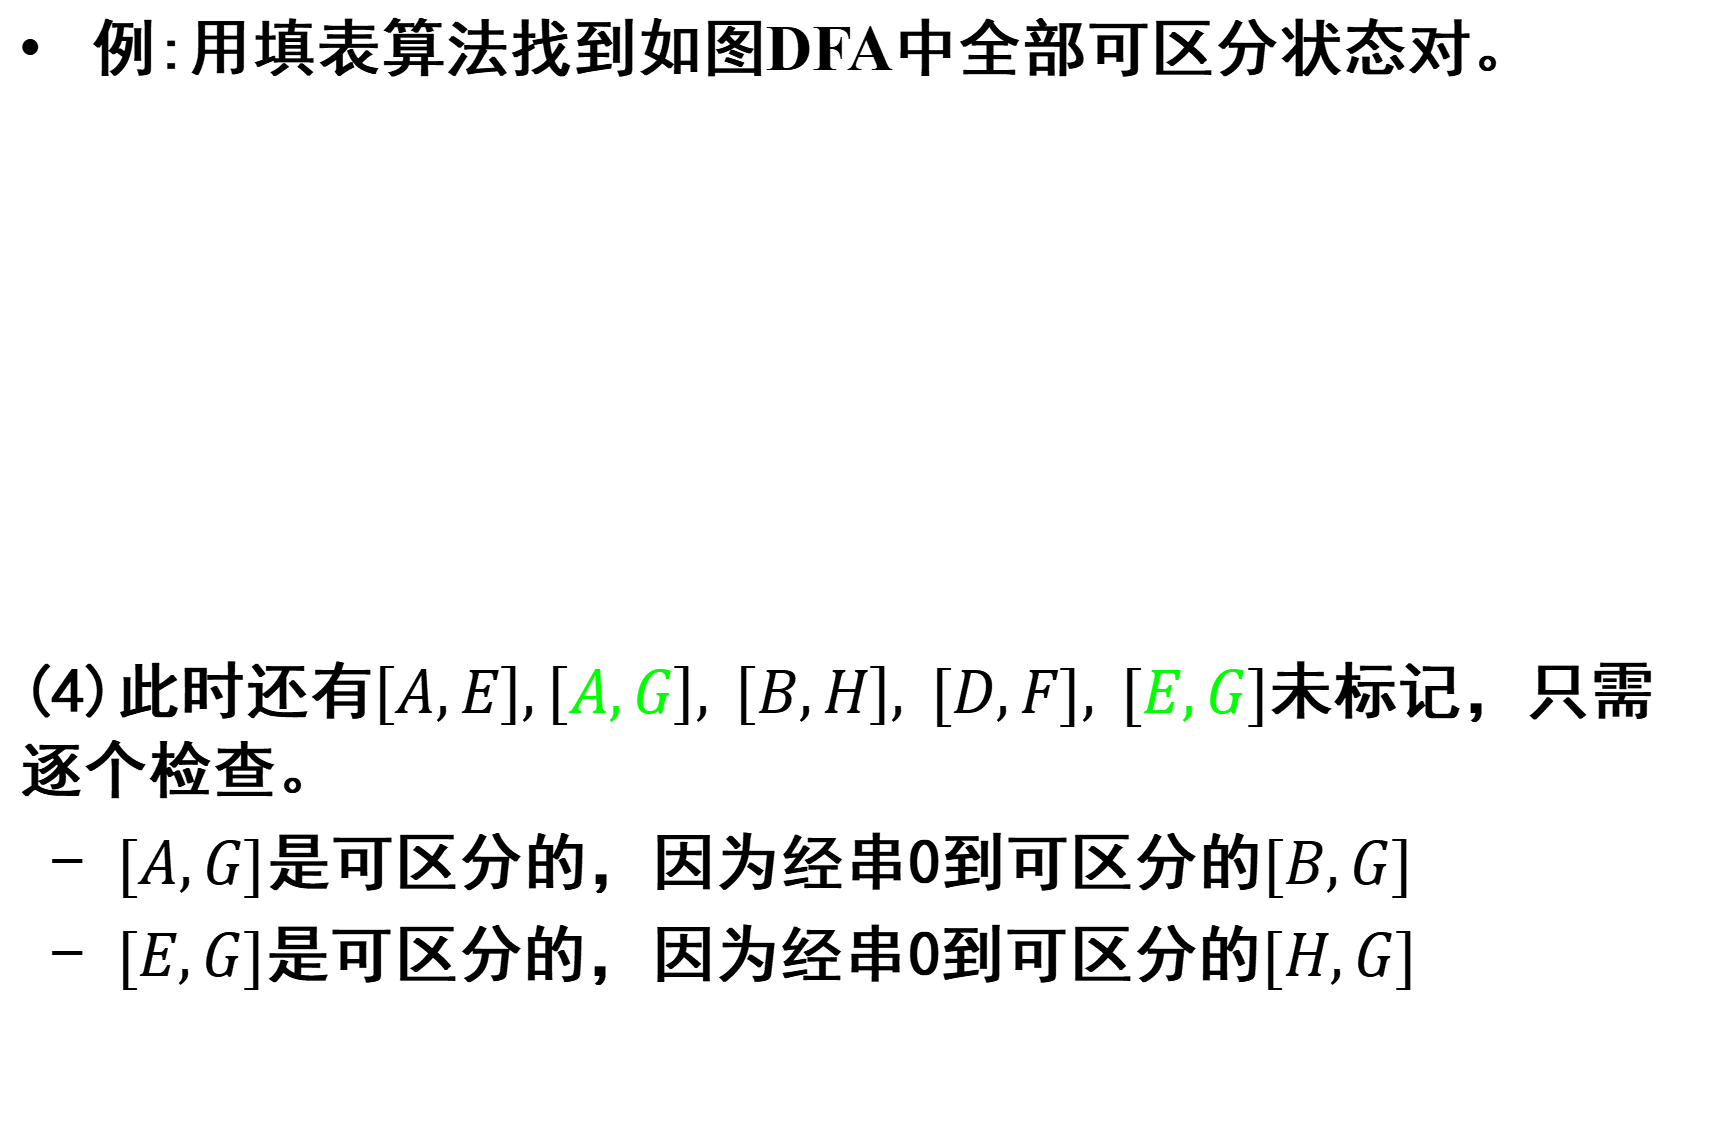 • 例:用填表算法找到如图DFA中全部可区分状态对。
(4)此时还有[A, E], [A, G], [B, H], [D, F], [E, G]未标记，只需
逐个检查。
– [A, G]是可区分的，因为经串0到可区分的[B, G]
– [E, G]是可区分的，因为经串0到可区分的[H, G]